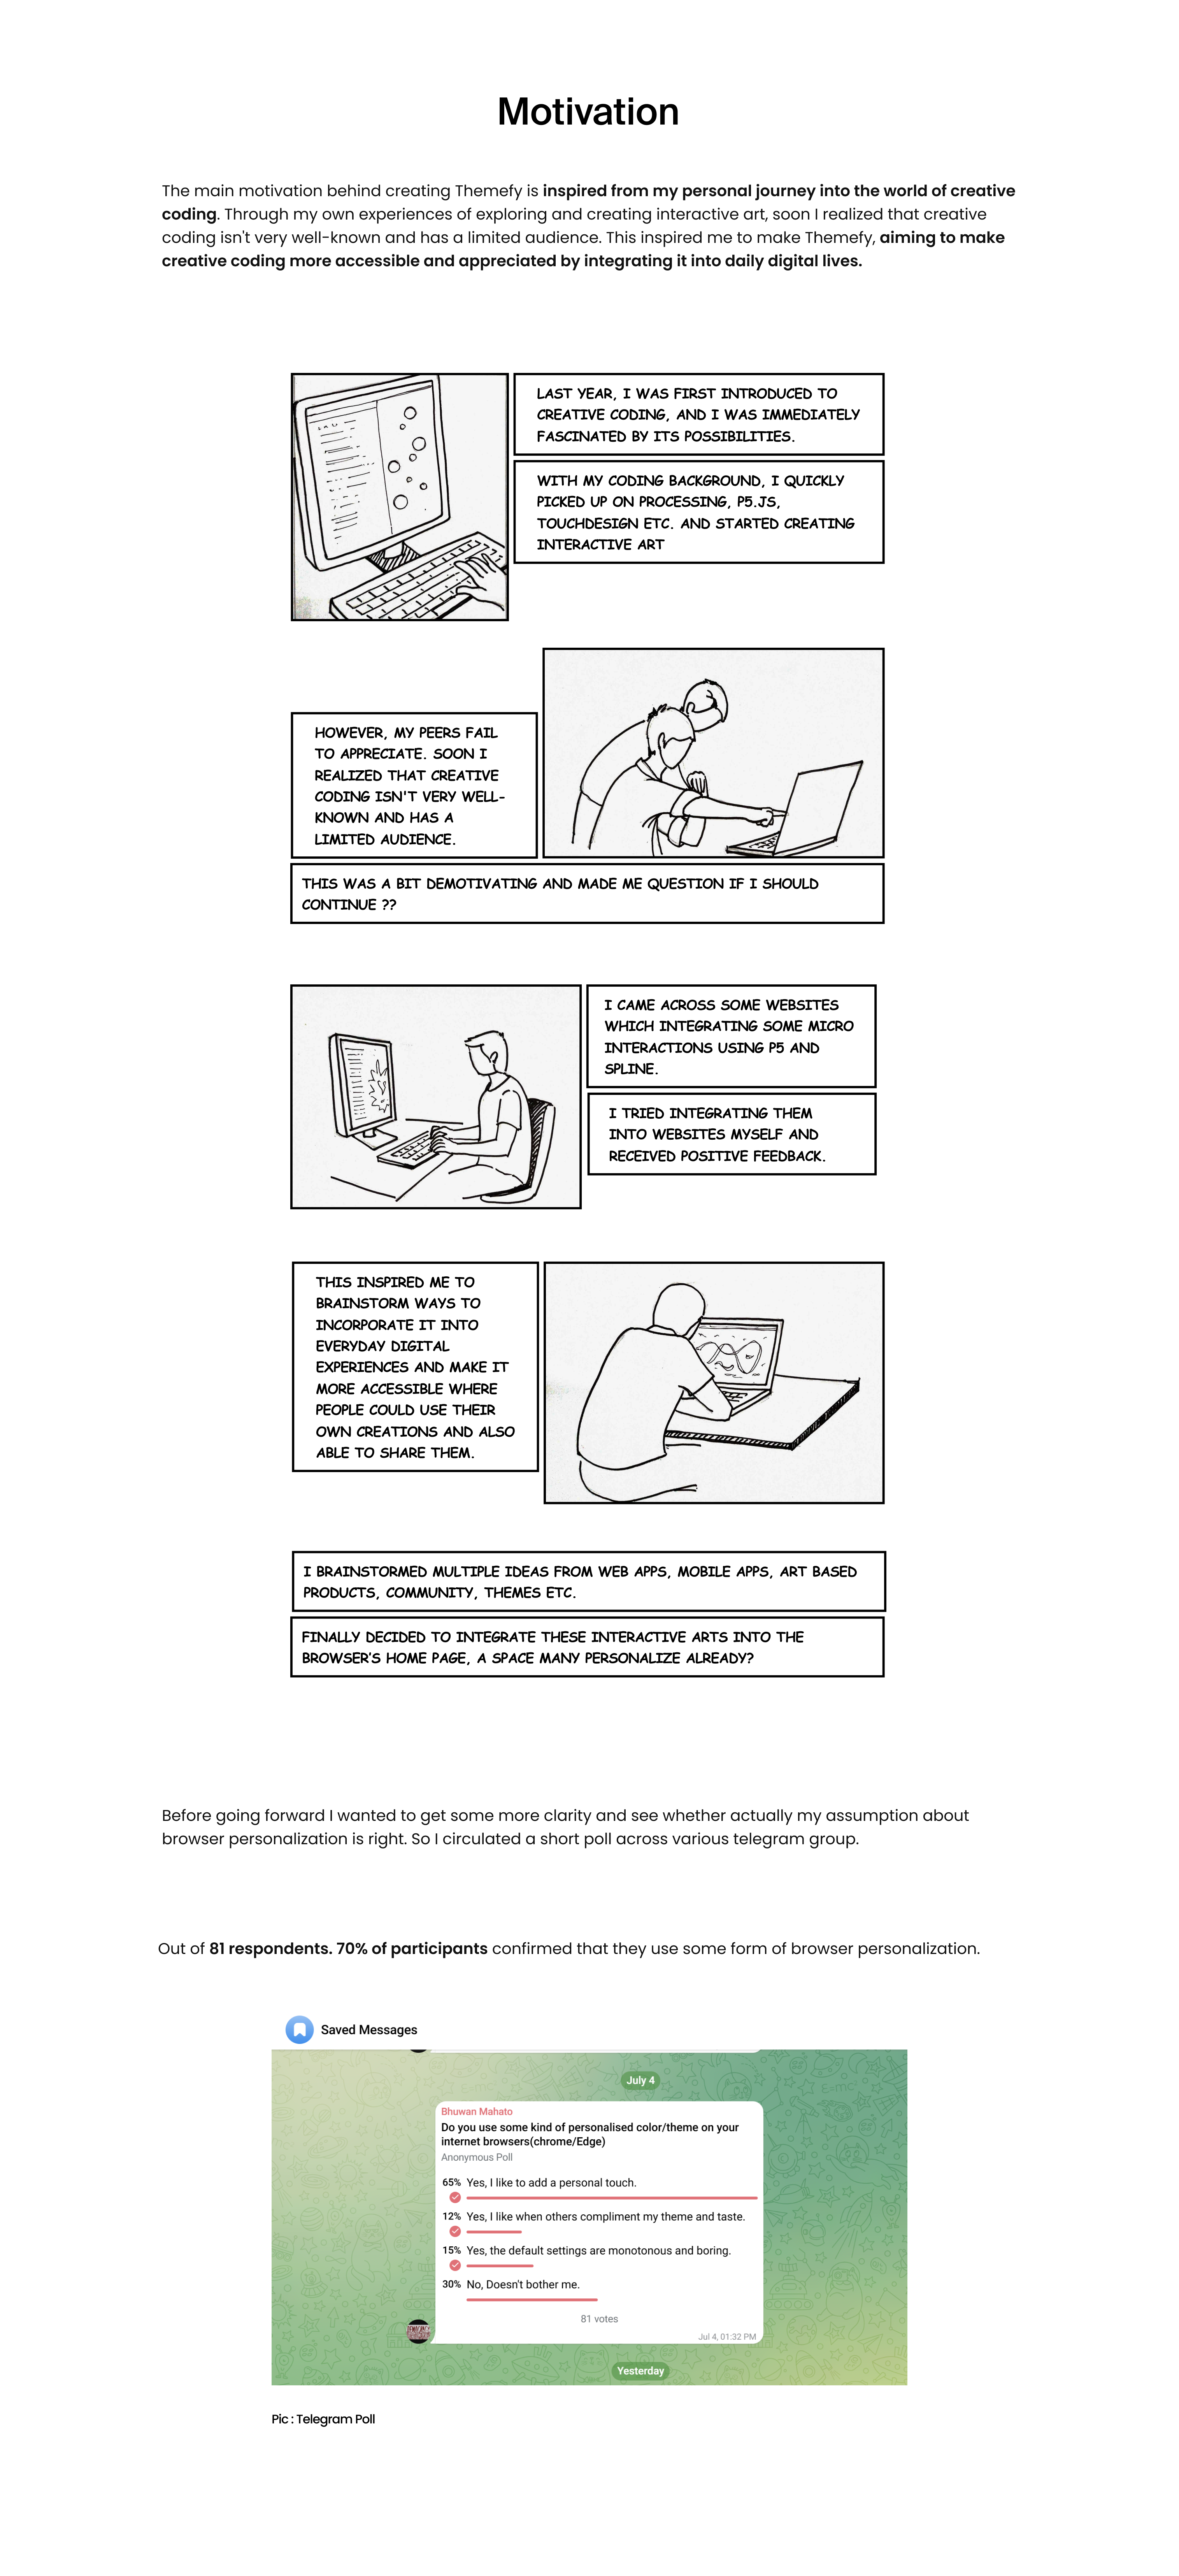 Motivation
The main motivation behind creating Themefy is inspired from my personal journey into the world of creative
coding. Through my own experiences of exploring and creating interactive art, soon I realized that creative
coding isn't very well-known and has a limited audience. This inspired me to make Themefy, aiming to make
creative coding more accessible and appreciated by integrating it into daily digital lives.
LAST YEAR, I WAS FIRST INTRODUCED TO
CREATIVE CODING, AND I WAS IMMEDIATELY
FASCINATED BY ITS POSSIBILITIES.
WITH MY CODING BACKGROUND, I QUICKLY
PICKED UP ON PROCESSING, P5.JS,
TOUCHDESIGN ETC. AND STARTED CREATING
INTERACTIVE ART
HOWEVER, MY PEERS FAIL
TO APPRECIATE. SOON I
REALIZED THAT CREATIVE
CODING ISN'T VERY WELL-
KNOWN AND HAS A
LIMITED AUDIENCE.
THIS WAS A BIT DEMOTIVATING AND MADE ME QUESTION IF I SHOULD
CONTINUE ??
I CAME ACROSS SOME WEBSITES
WHICH INTEGRATING SOME MICRO
INTERACTIONS USING P5 AND
SPLINE.
I TRIED INTEGRATING THEM
INTO WEBSITES MYSELF AND
RECEIVED POSITIVE FEEDBACK.
THIS INSPIRED ME TO
BRAINSTORM WAYS TO
INCORPORATE IT INTO
EVERYDAY DIGITAL
EXPERIENCES AND MAKE IT
MORE ACCESSIBLE WHERE
PEOPLE COULD USE THEIR
OWN CREATIONS AND ALSO
ABLE TO SHARE THEM.
I BRAINSTORMED MULTIPLE IDEAS FROM WEB APPS, MOBILE APPS, ART BASED
PRODUCTS, COMMUNITY, THEMES ETC.
FINALLY DECIDED TO INTEGRATE THESE INTERACTIVE ARTS INTO THE
BROWSER'S HOME PAGE, A SPACE MANY PERSONALIZE ALREADY?
Before going forward I wanted to get some more clarity and see whether actually my assumption about
browser personalization is right. So I circulated a short poll across various telegram group.
Out of 81 respondents. 70% of participants confirmed that they use some form of browser personalization.
Saved Messages
July 4
Bhuwan Mahato
Do you use some kind of personalised color/theme on your
internet browsers(chrome/Edge)
Anonymous Poll
65% Yes, I like to add a personal touch.
12% Yes, I like when others compliment my theme and taste.
15% Yes, the default settings are monotonous and boring.
30% No, Doesn't bother me.
81 votes
Jul 4, 01:32 PM
Yesterday
Pic : Telegram Poll